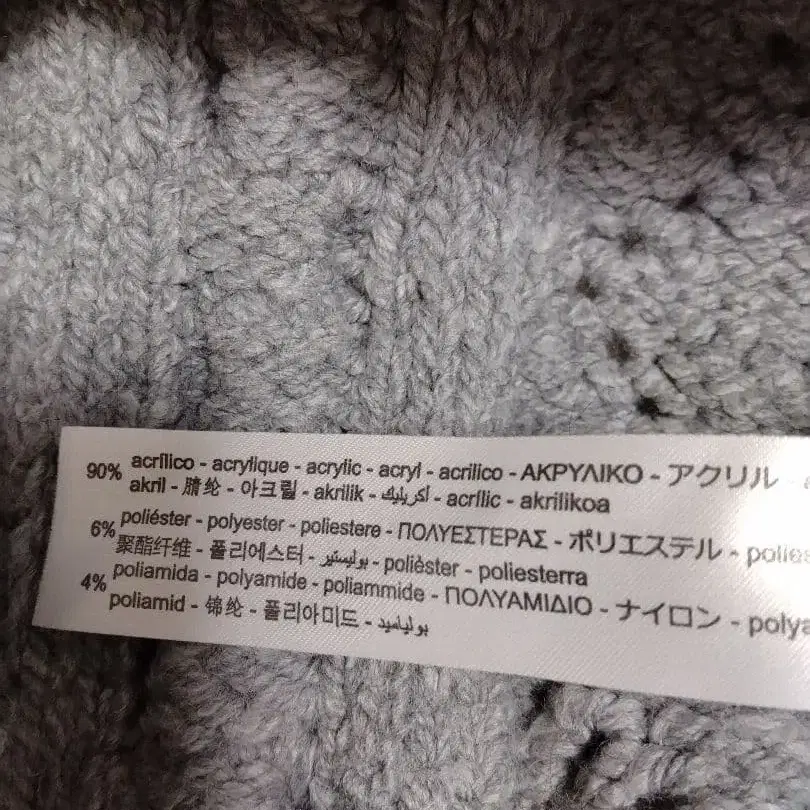 90% acrílico - acrylique - acrylic - acryl - acrilico - ΑΚΡΥΛΙΚΟ - アクリル -
akril - 腈纶 - 아크릴 - akrilik - أكريليك - acrílic - akrilikoa
6% poliéster - polyester - poliestere - ΠΟΛΥΕΣΤΕΡΑΣ - ポリエステル - polies
聚酯纤维 - 폴리에스터 - بوليستير - polièster - poliesterra
4% poliamida - polyamide - poliammide - ΠΟΛΥΑΜΙΔΙΟ - ナイロン - polya
poliamid - 锦纶 - 폴리아미드 - بولياميد